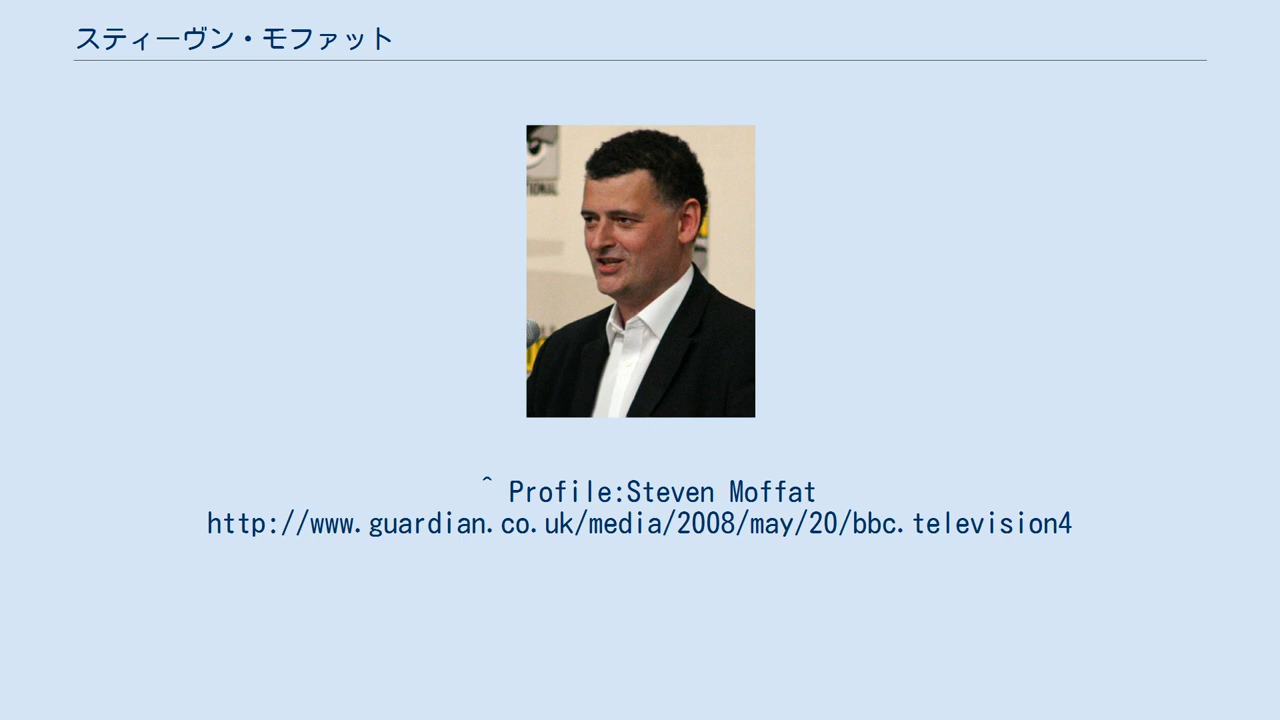 スティーヴン・モファット
^ Profile:Steven Moffat
http://www.guardian.co.uk/media/2008/may/20/bbc.television4